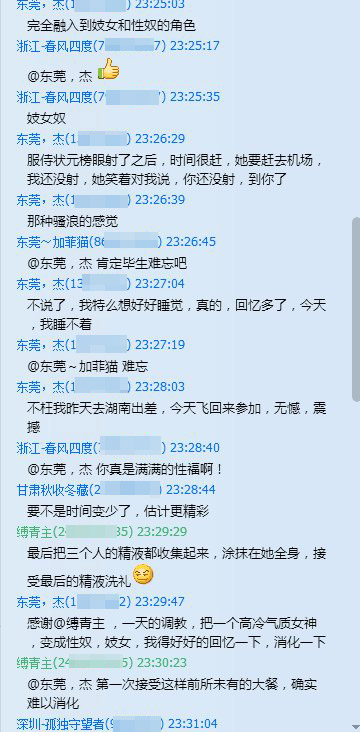 东莞，杰(1 3) 23:25:03
完全融入到妓女和性奴的角色
浙江-春风四度(7 7) 23:25:17
@东莞，杰
浙江-春风四度(7 ) 23:25:35
妓女奴
东莞，杰(1 ) 23:26:29
服侍状元榜眼射了之后，时间很赶，她要赶去机场，
我还没射，她笑着对我说，你还没射，到你了
东莞，杰(1 ) 23:26:39
那种骚浪的感觉
东莞～加菲猫(86 ) 23:26:45
@东莞，杰 肯定毕生难忘吧
东莞，杰(13 ) 23:27:04
不说了，我特么想好好睡觉，真的，回忆多了，今天
，我睡不着
东莞，杰(1 ) 23:27:19
@东莞～加菲猫 难忘
东莞，杰(1 ) 23:28:03
不枉我昨天去湖南出差，今天飞回来参加，无憾，震
撼
浙江-春风四度( ) 23:28:40
@东莞，杰 你真是满满的性福啊！
甘肃秋收冬藏(2 ) 23:28:44
要不是时间变少了，估计更精彩
缚青主(2 35) 23:29:29
最后把三个人的精液都收集起来，涂抹在她全身，接
受最后的精液洗礼
东莞，杰(1 2) 23:29:47
感谢@缚青主 ，一天的调教，把一个高冷气质女神
，变成性奴，妓女，我得好好的回忆一下，消化一下
缚青主(24 5) 23:30:23
@东莞，杰 第一次接受这样前所未有的大餐，确实
难以消化
深圳-孤独守望者(9 ) 23:31:04